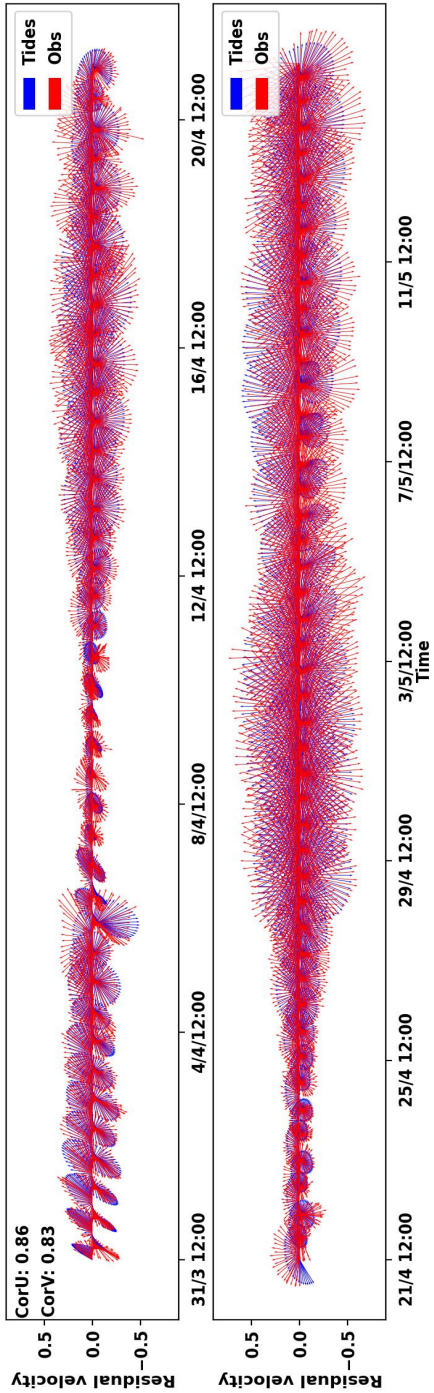 CorU: 0.86
CorV: 0.83
Tides
Obs
Residual velocity
0.5
0.0
−0.5
31/3 12:00
4/4/12:00
8/4/12:00
12/4 12:00
16/4 12:00
20/4 12:00
Tides
Obs
Residual velocity
0.5
0.0
−0.5
21/4 12:00
25/4 12:00
29/4 12:00
3/5/12:00
7/5/12:00
11/5 12:00
Time